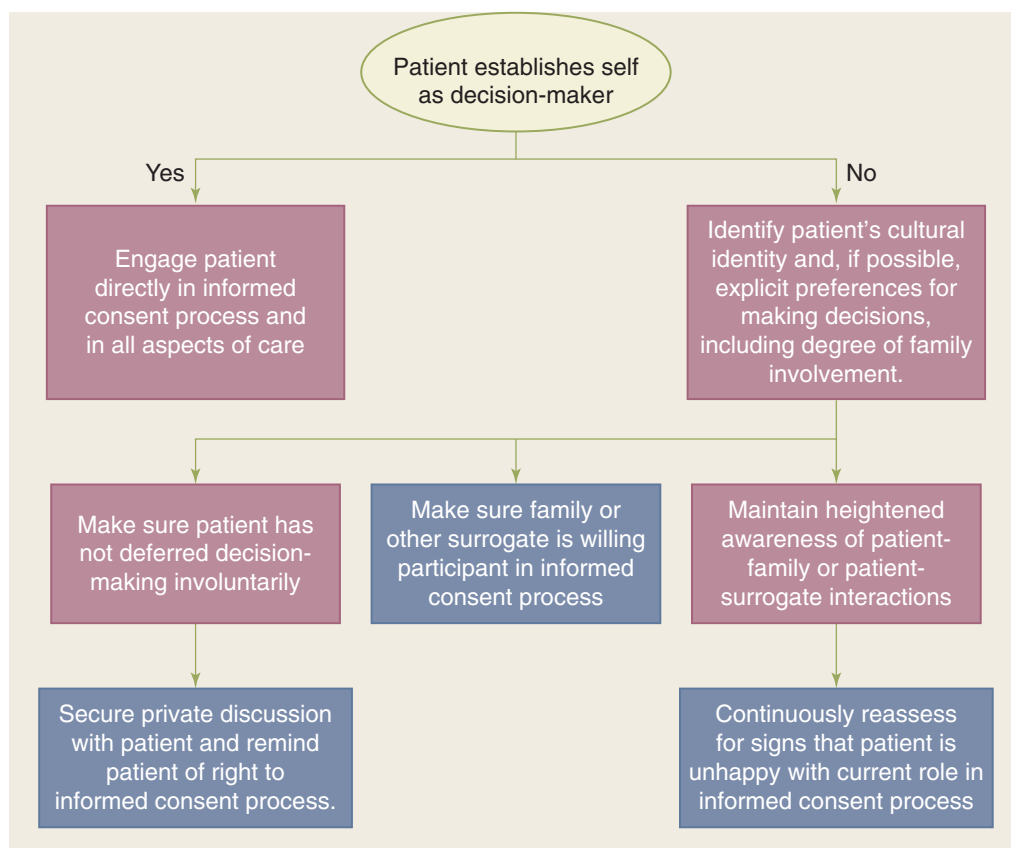 Patient establishes self
as decision-maker
Yes
No
Engage patient
directly in informed
consent process and
in all aspects of care
Identify patient’s cultural
identity and, if possible,
explicit preferences for
making decisions,
including degree of family
involvement.
Make sure patient has
not deferred decision-
making involuntarily
Make sure family or
other surrogate is willing
participant in informed
consent process
Maintain heightened
awareness of patient-
family or patient-
surrogate interactions
Secure private discussion
with patient and remind
patient of right to
informed consent process.
Continuously reassess
for signs that patient is
unhappy with current role in
informed consent process